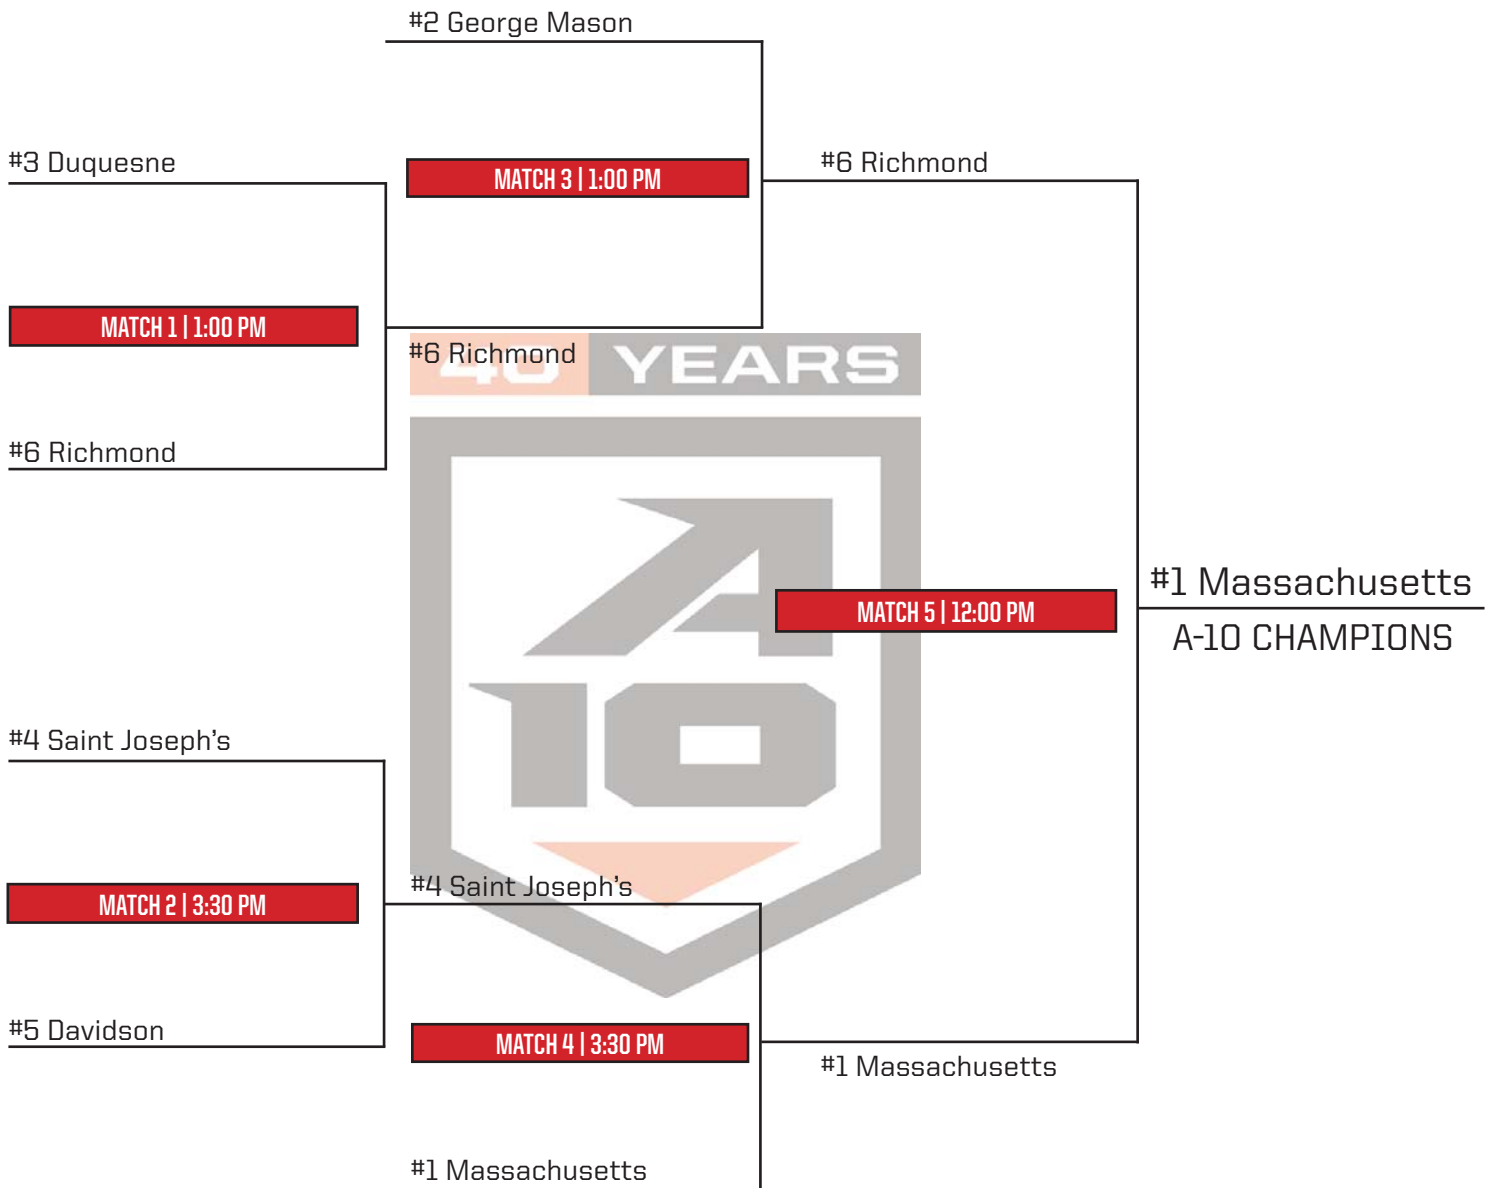 #2 George Mason
#3 Duquesne
MATCH 3 | 1:00 PM
#6 Richmond
MATCH 1 | 1:00 PM
#6 Richmond
40 YEARS
#6 Richmond
A
10
MATCH 5 | 12:00 PM
#1 Massachusetts
A-10 CHAMPIONS
#4 Saint Joseph's
MATCH 2 | 3:30 PM
#4 Saint Joseph's
#5 Davidson
MATCH 4 | 3:30 PM
#1 Massachusetts
#1 Massachusetts